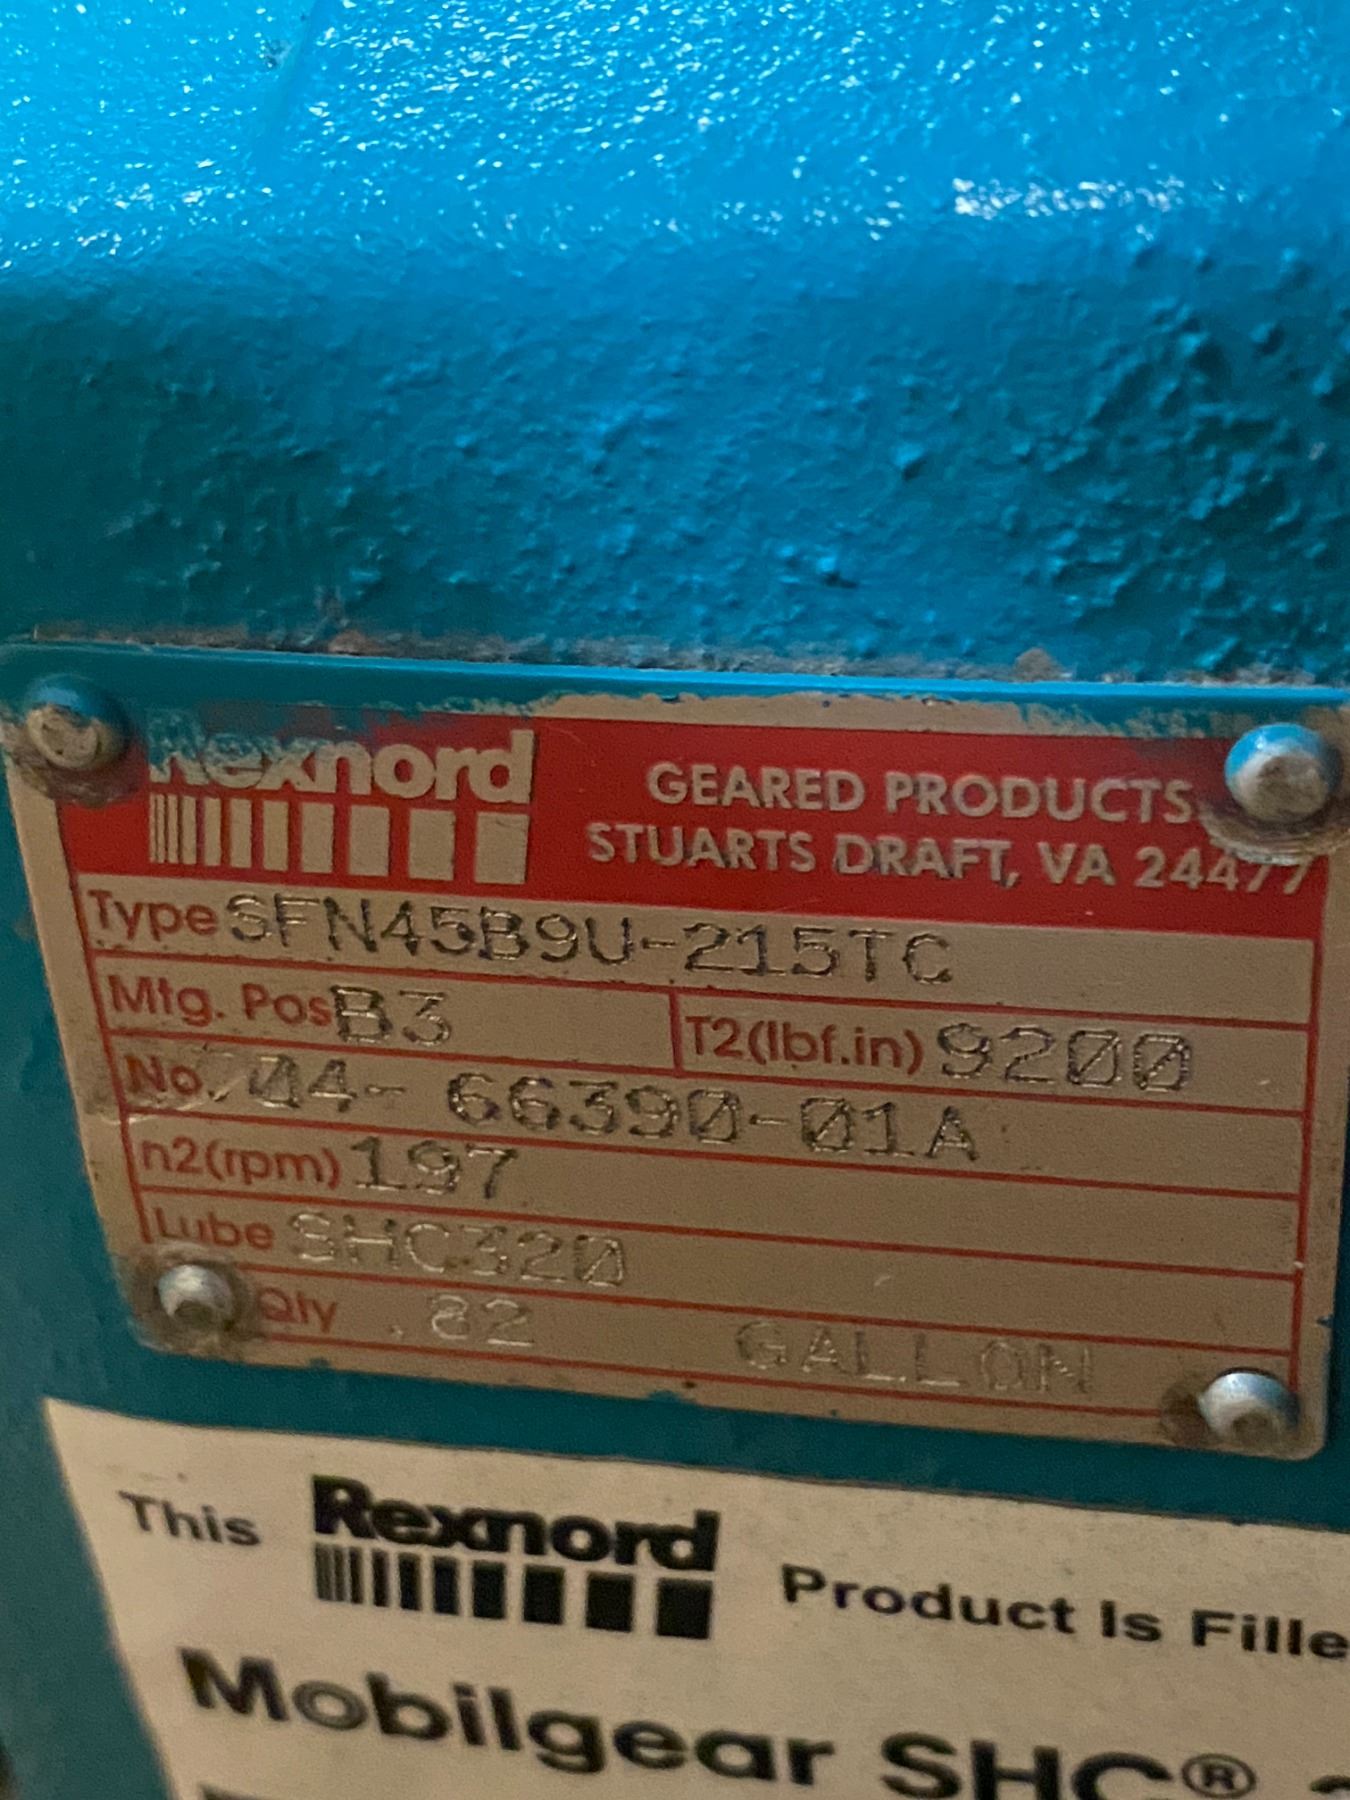 Rexnord
GEARED PRODUCTS.
STUARTS DRAFT, VA 24477
Type SFN45B9U-215TC
Mtg. Pos B3 T2(lbf.in) 9200
No. 704- 66390-01A
n2(rpm) 197
Lube SHC320
Qty .82 GALLON
This Rexnord Product Is Fille
Mobilgear SHC®